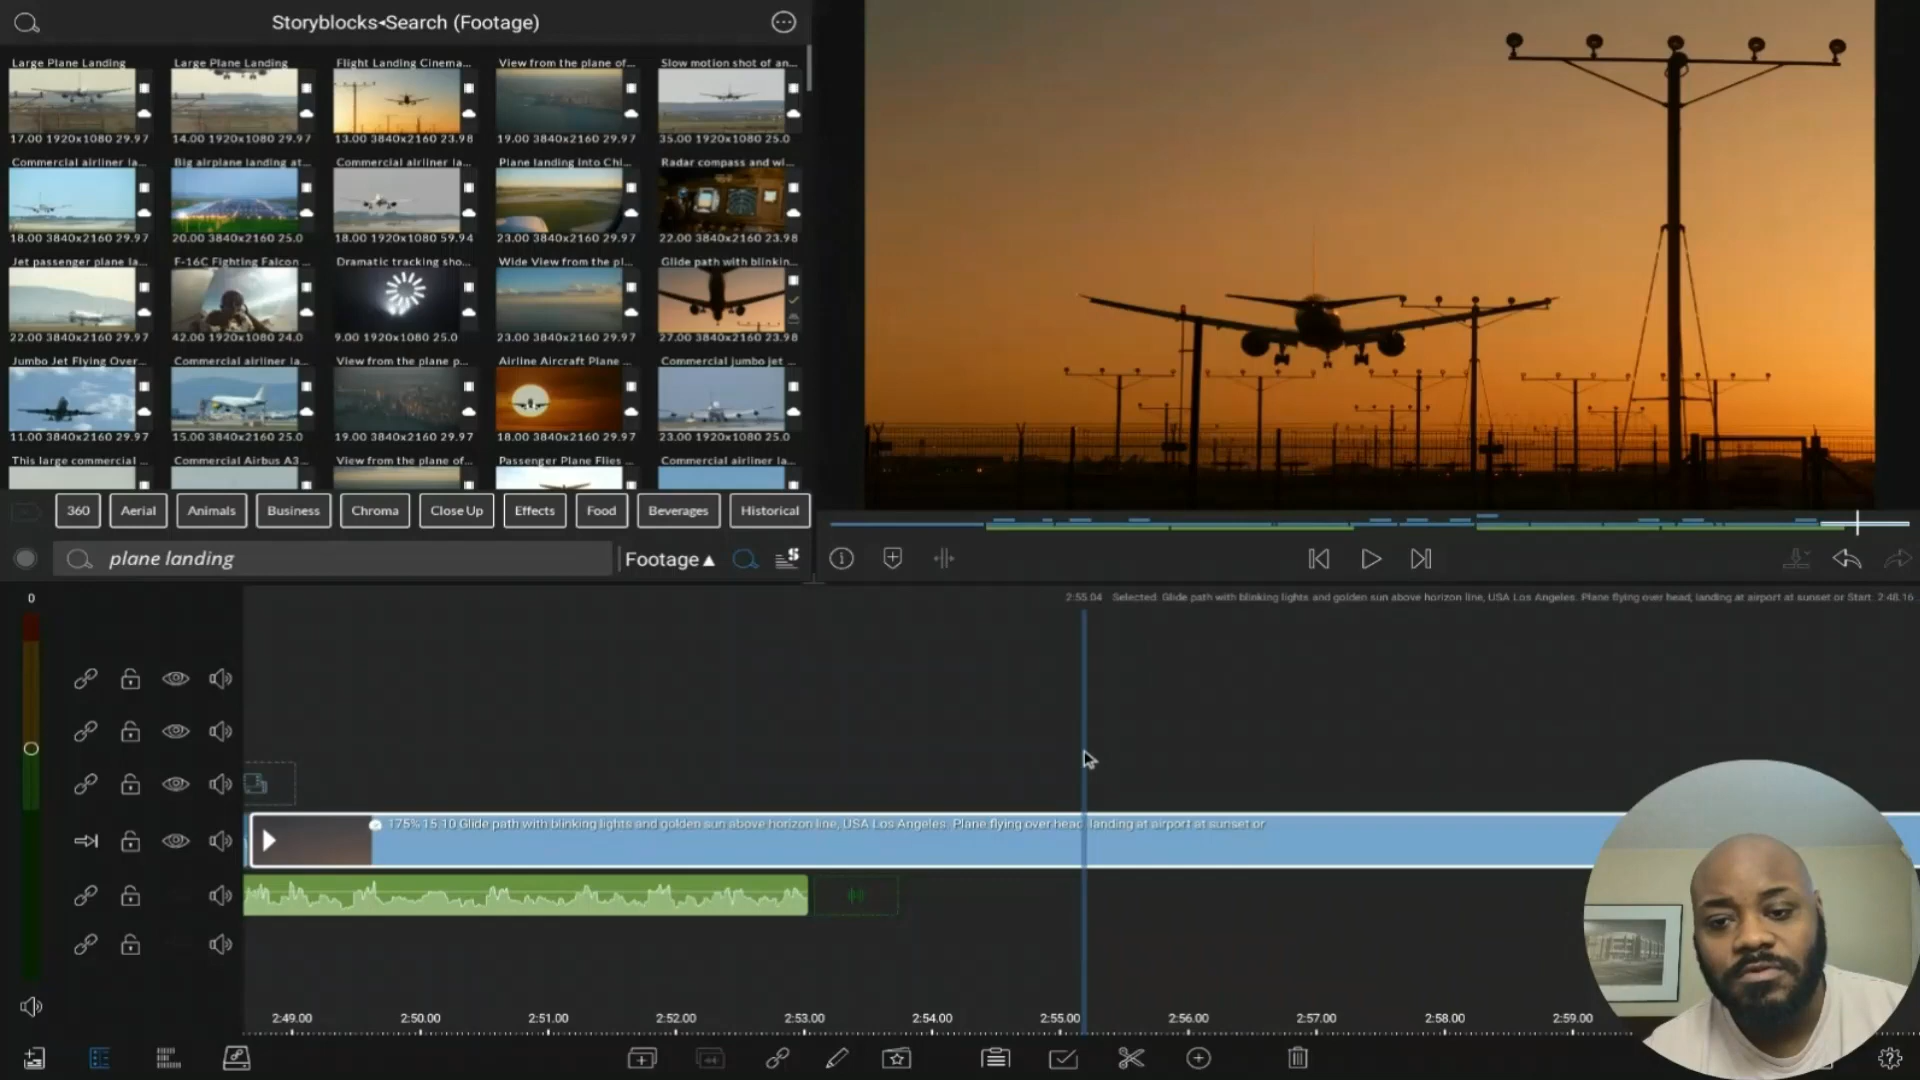 Storyblocks◂Search (Footage)
Large Plane Landing
Large Plane Landing
Flight Landing Cinema...
View from the plane of...
Slow motion shot of an...
17.00 1920x1080 29.97
14.00 1920x1080 29.97
13.00 3840x2160 23.98
19.00 3840x2160 29.97
35.00 1920x1080 25.0
Commercial airliner la...
Big airplane landing at...
Commercial airliner la...
Plane landing into Chi...
Radar compass and wi...
18.00 3840x2160 29.97
20.00 3840x2160 25.0
18.00 1920x1080 59.94
23.00 3840x2160 29.97
22.00 3840x2160 23.98
Jet passenger plane la...
F-16C Fighting Falcon ...
Dramatic tracking sho...
Wide View from the pl...
Glide path with blinkin...
22.00 3840x2160 29.97
42.00 1920x1080 24.0
9.00 1920x1080 25.0
23.00 3840x2160 29.97
27.00 3840x2160 23.98
Jumbo Jet Flying Over...
Commercial airliner la...
View from the plane p...
Airline Aircraft Plane ...
Commercial jumbo jet ...
11.00 3840x2160 29.97
15.00 3840x2160 25.0
19.00 3840x2160 29.97
18.00 3840x2160 29.97
23.00 1920x1080 25.0
This large commercial ...
Commercial Airbus A3...
View from the plane of...
Passenger Plane Flies ...
Commercial airliner la...
360
Aerial
Animals
Business
Chroma
Close Up
Effects
Food
Beverages
Historical
plane landing
Footage▲
0
2:55.04 Selected: Glide path with blinking lights and golden sun above horizon line, USA Los Angeles. Plane flying over head, landing at airport at sunset or Start: 2:48.16
175% 15.10 Glide path with blinking lights and golden sun above horizon line, USA Los Angeles. Plane flying over head, landing at airport at sunset or
2:49.00
2:50.00
2:51.00
2:52.00
2:53.00
2:54.00
2:55.00
2:56.00
2:57.00
2:58.00
2:59.00